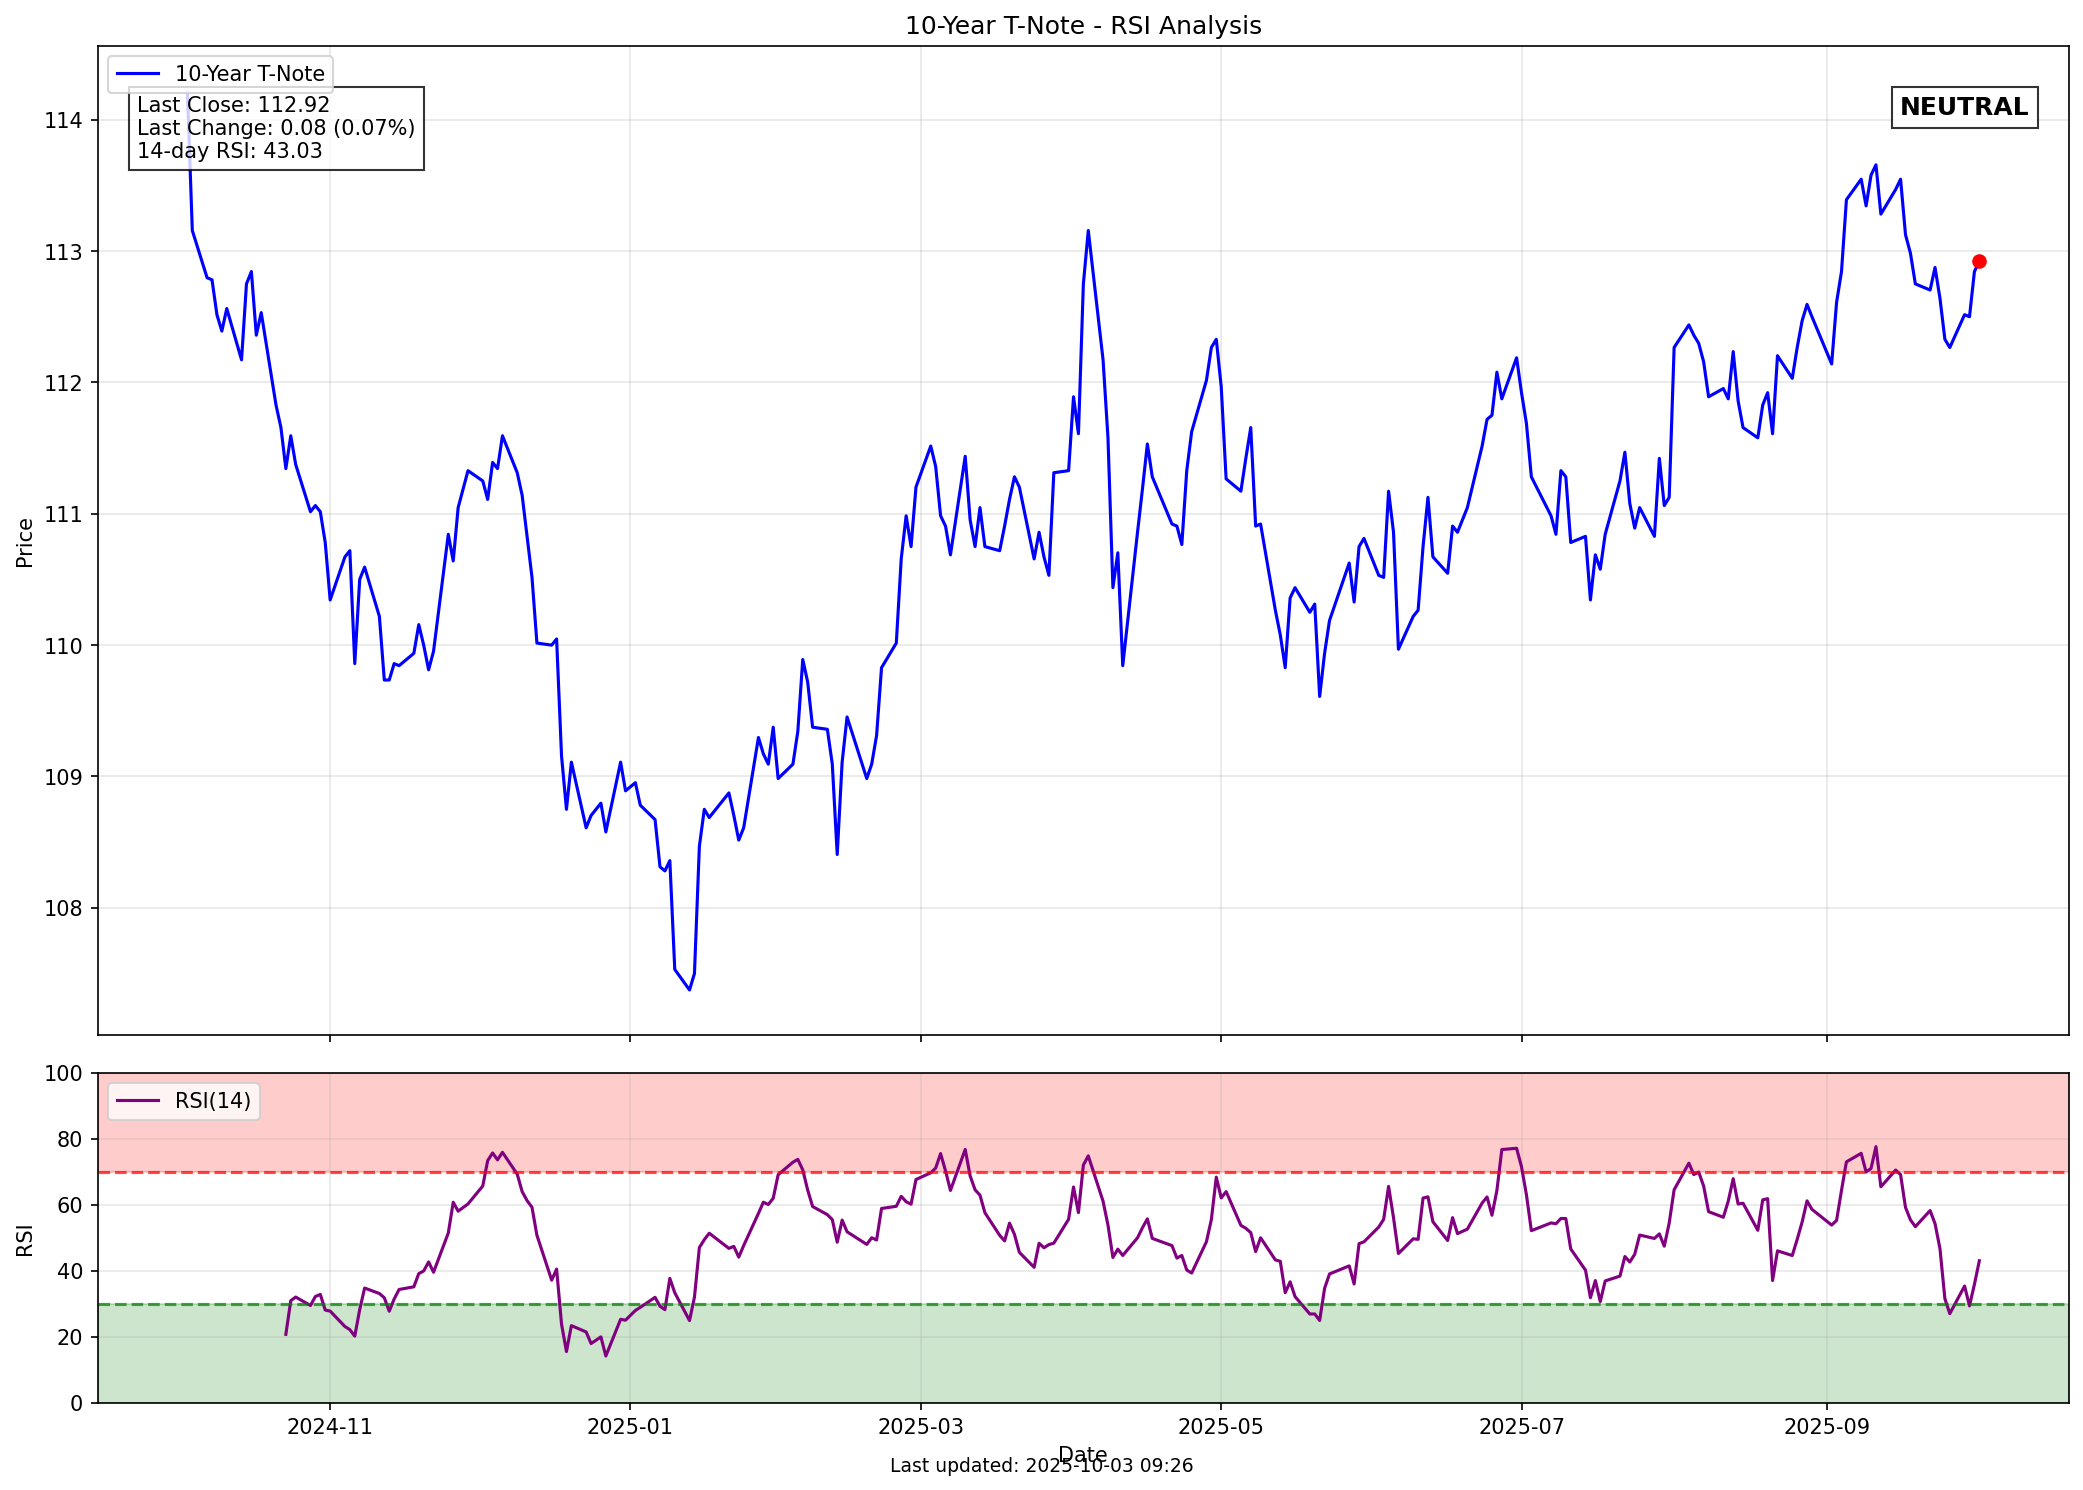 10-Year T-Note - RSI Analysis
10-Year T-Note
Last Close: 112.92
Last Change: 0.08 (0.07%)
14-day RSI: 43.03
NEUTRAL
114
113
112
111
110
109
108
Price
100
80
60
40
20
0
RSI
RSI(14)
2024-11
2025-01
2025-03
2025-05
2025-07
2025-09
Date
Last updated: 2025-10-03 09:26